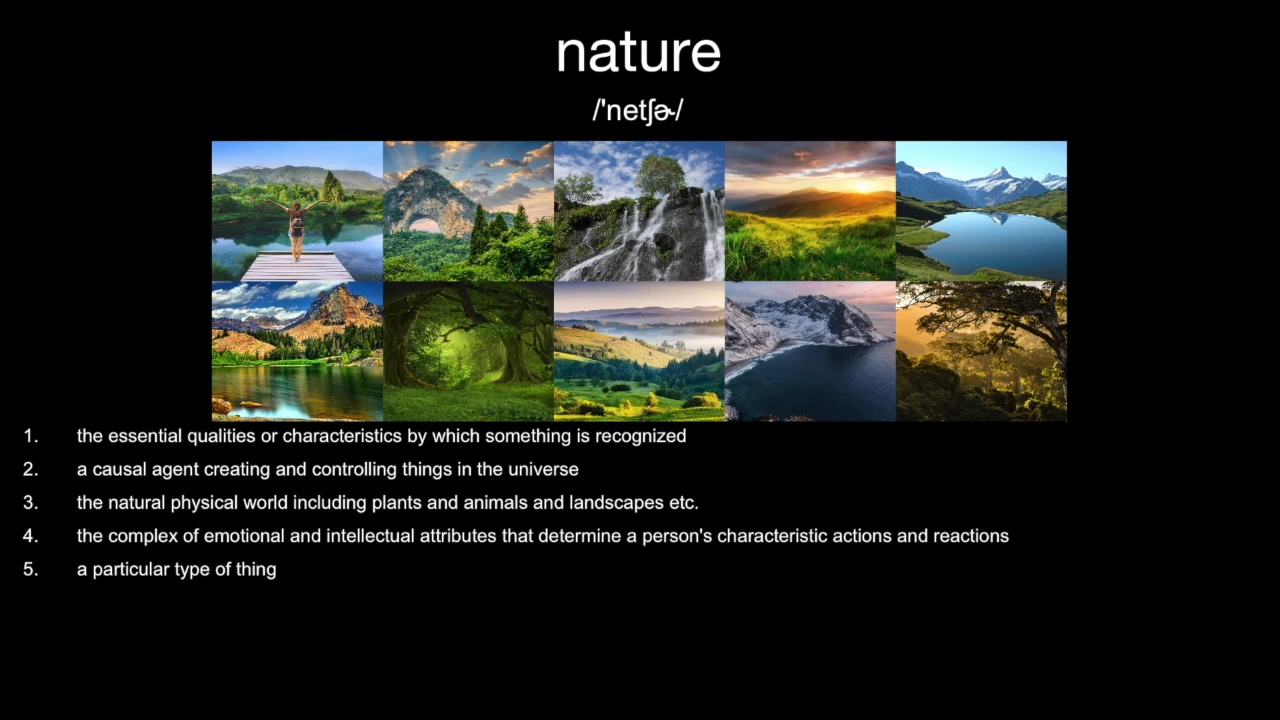 nature
/'netʃɚ/
1. the essential qualities or characteristics by which something is recognized
2. a causal agent creating and controlling things in the universe
3. the natural physical world including plants and animals and landscapes etc.
4. the complex of emotional and intellectual attributes that determine a person's characteristic actions and reactions
5. a particular type of thing